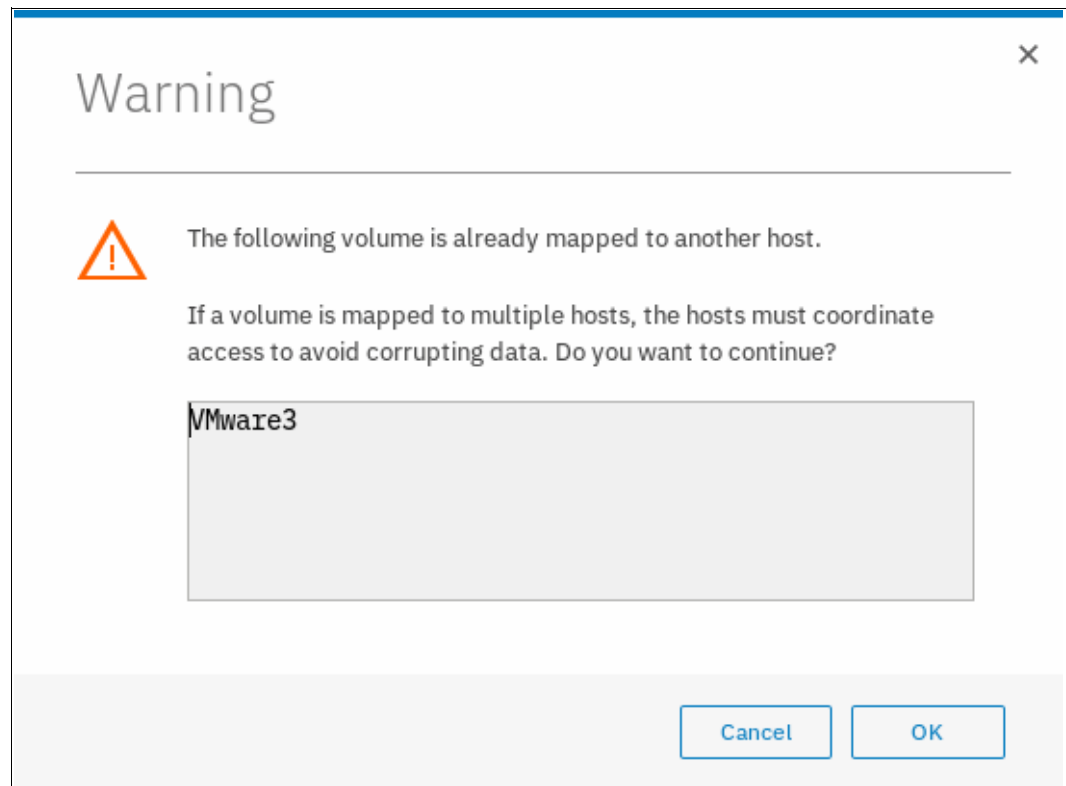 Warning
The following volume is already mapped to another host.
If a volume is mapped to multiple hosts, the hosts must coordinate
access to avoid corrupting data. Do you want to continue?
VMware3
Cancel OK